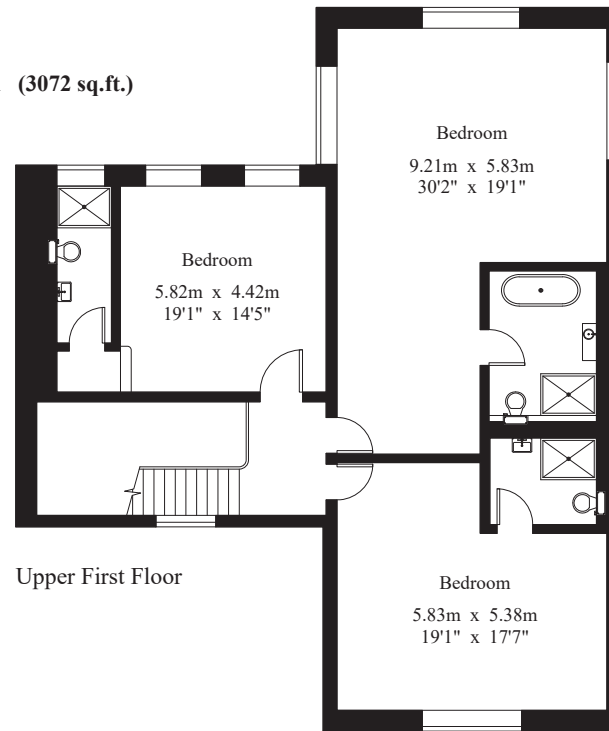 (3072 sq.ft.)
Bedroom
9.21m x 5.83m
30'2" x 19'1"
Bedroom
5.82m x 4.42m
19'1" x 14'5"
Upper First Floor
Bedroom
5.83m x 5.38m
19'1" x 17'7"